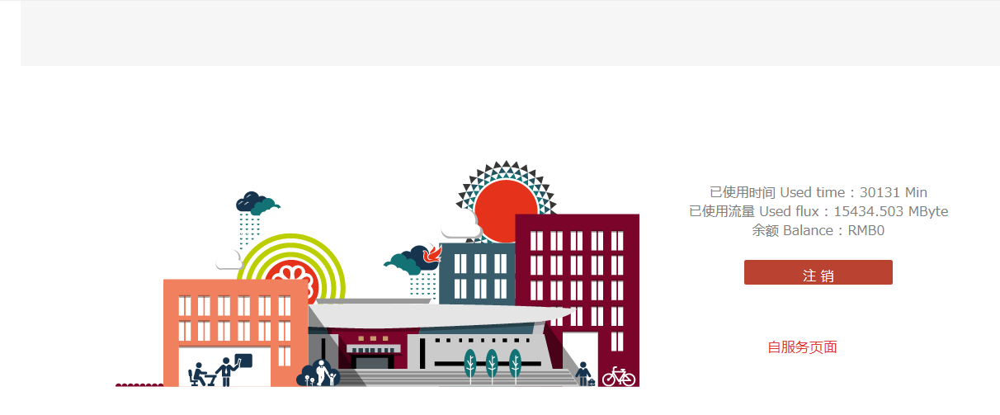 已使用时间 Used time : 30131 Min
已使用流量 Used flux : 15434.503 MByte
余额 Balance : RMB0
注 销
自服务页面